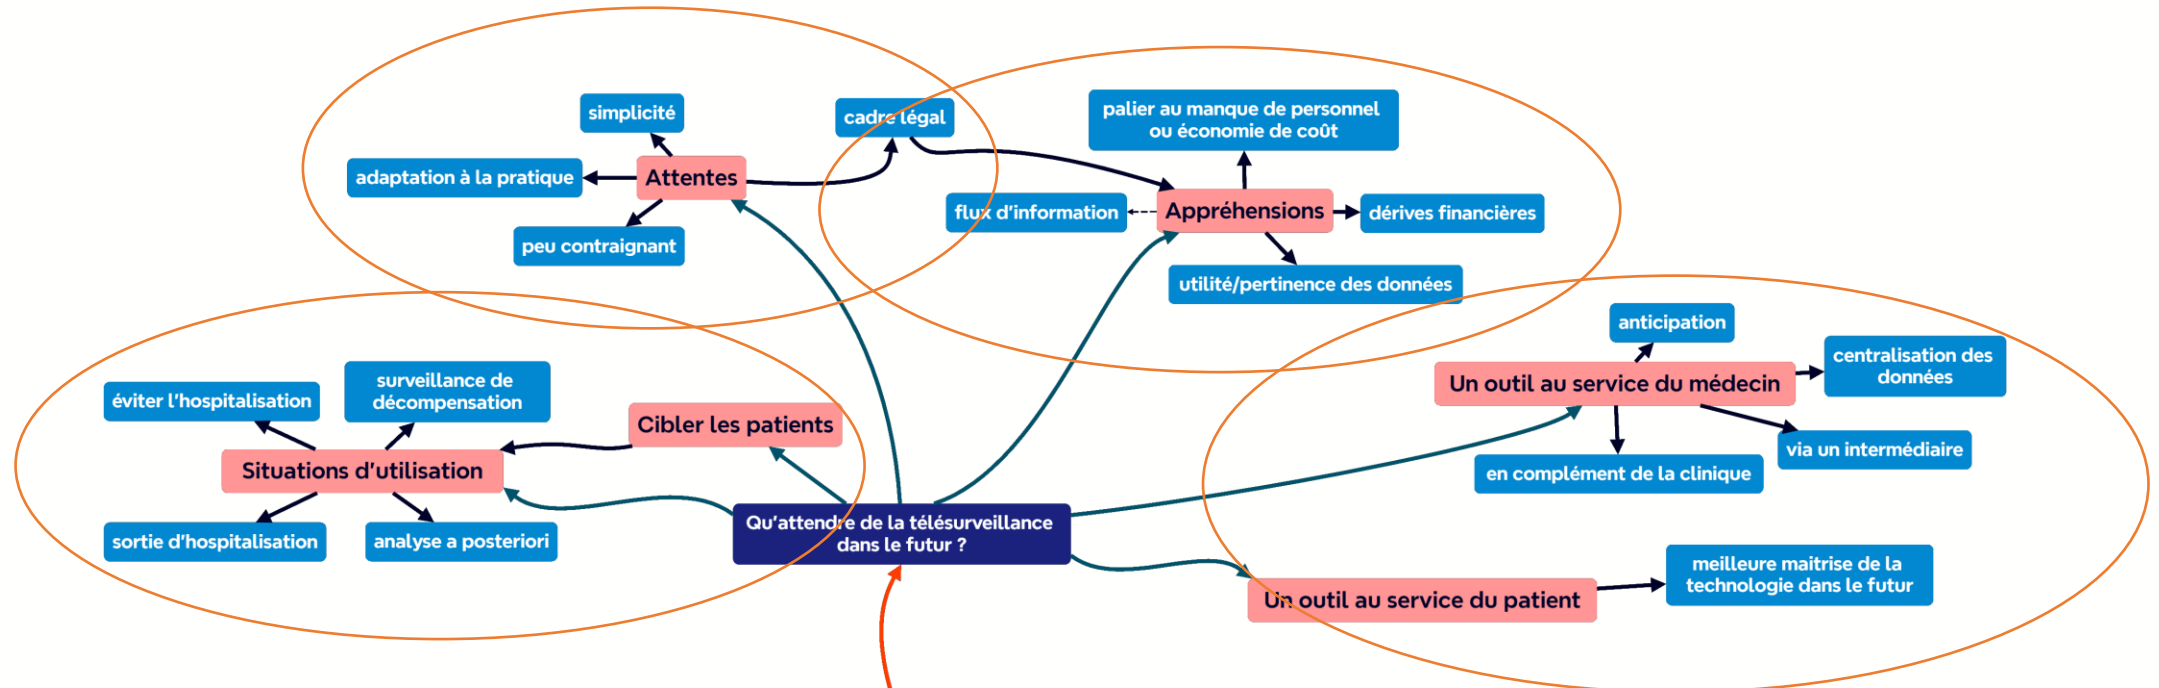 simplicité
cadre légal
palier au manque de personnel
ou économie de coût
adaptation à la pratique
Attentes
flux d'information
Appréhensions
dérives financières
peu contraignant
utilité/pertinence des données
anticipation
centralisation des
données
Un outil au service du médecin
via un intermédiaire
en complément de la clinique
éviter l'hospitalisation
surveillance de
décompensation
Cibler les patients
Situations d'utilisation
sortie d'hospitalisation
analyse a posteriori
Qu'attendre de la télésurveillance
dans le futur ?
Un outil au service du patient
meilleure maitrise de la
technologie dans le futur